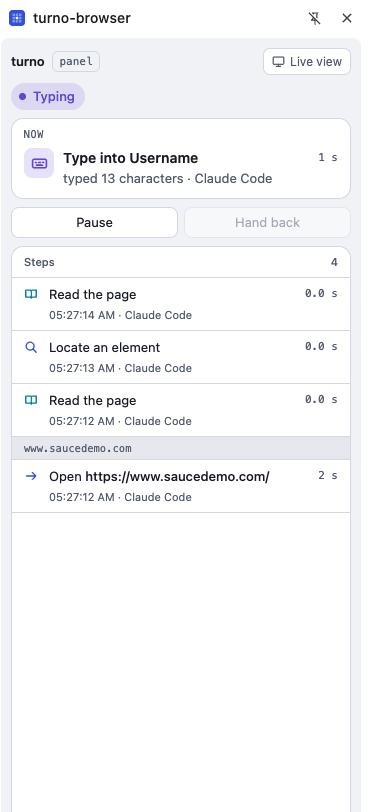 turno-browser
turno panel Live view
Typing
NOW
Type into Username 1 s
typed 13 characters · Claude Code
Pause Hand back
Steps 4
Read the page 0.0 s
05:27:14 AM · Claude Code
Locate an element 0.0 s
05:27:13 AM · Claude Code
Read the page 0.0 s
05:27:12 AM · Claude Code
www.saucedemo.com
Open https://www.saucedemo.com/ 2 s
05:27:12 AM · Claude Code